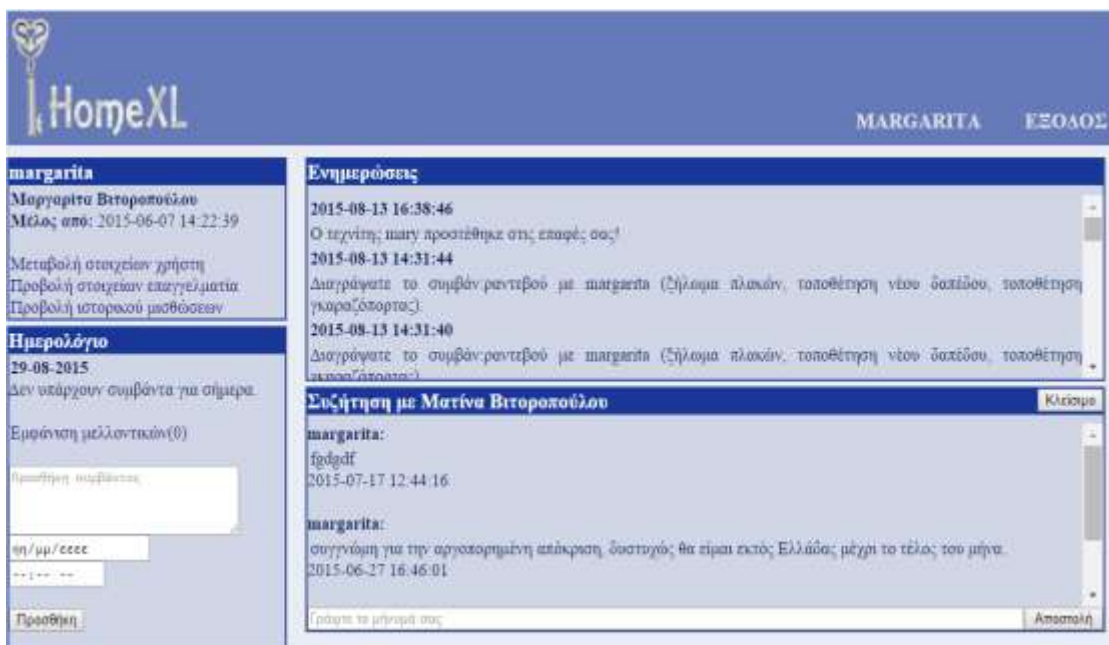 HomeXL
MARGARITA ΕΞΟΔΟΣ
margarita
Μαργαρίτα Βιτοροπούλου
Μέλος από: 2015-06-07 14:22:39
Μεταβολή στοιχείων χρήστη
Προβολή στοιχείων επαγγελματία
Προβολή ιστορικού μισθώσεων
Ημερολόγιο
29-08-2015
Δεν υπάρχουν συμβάντα για σήμερα.
Εμφάνιση μελλοντικών(0)
Προσθήκη συμβάντος
ηη/μμ/εεεε
--:-- --
Προσθήκη
Ενημερώσεις
2015-08-13 16:38:46
Ο τεχνίτης mary προστέθηκε στις επαφές σας!
2015-08-13 14:31:44
Διαγράψατε το συμβάν:ραντεβού με margarita (ξήλωμα πλακών, τοποθέτηση νέου δαπέδου, τοποθέτηση
γκαραζόπορτας).
2015-08-13 14:31:40
Διαγράψατε το συμβάν:ραντεβού με margarita (ξήλωμα πλακών, τοποθέτηση νέου δαπέδου, τοποθέτηση
γκαραζόπορτας).
Συζήτηση με Ματίνα Βιτοροπούλου Κλείσιμο
margarita:
fgdgdf
2015-07-17 12:44:16
margarita:
συγγνώμη για την αργοπορημένη απόκριση, δυστυχώς θα είμαι εκτός Ελλάδας μέχρι το τέλος του μήνα.
2015-06-27 16:46:01
Γράψτε το μήνυμά σας Αποστολή